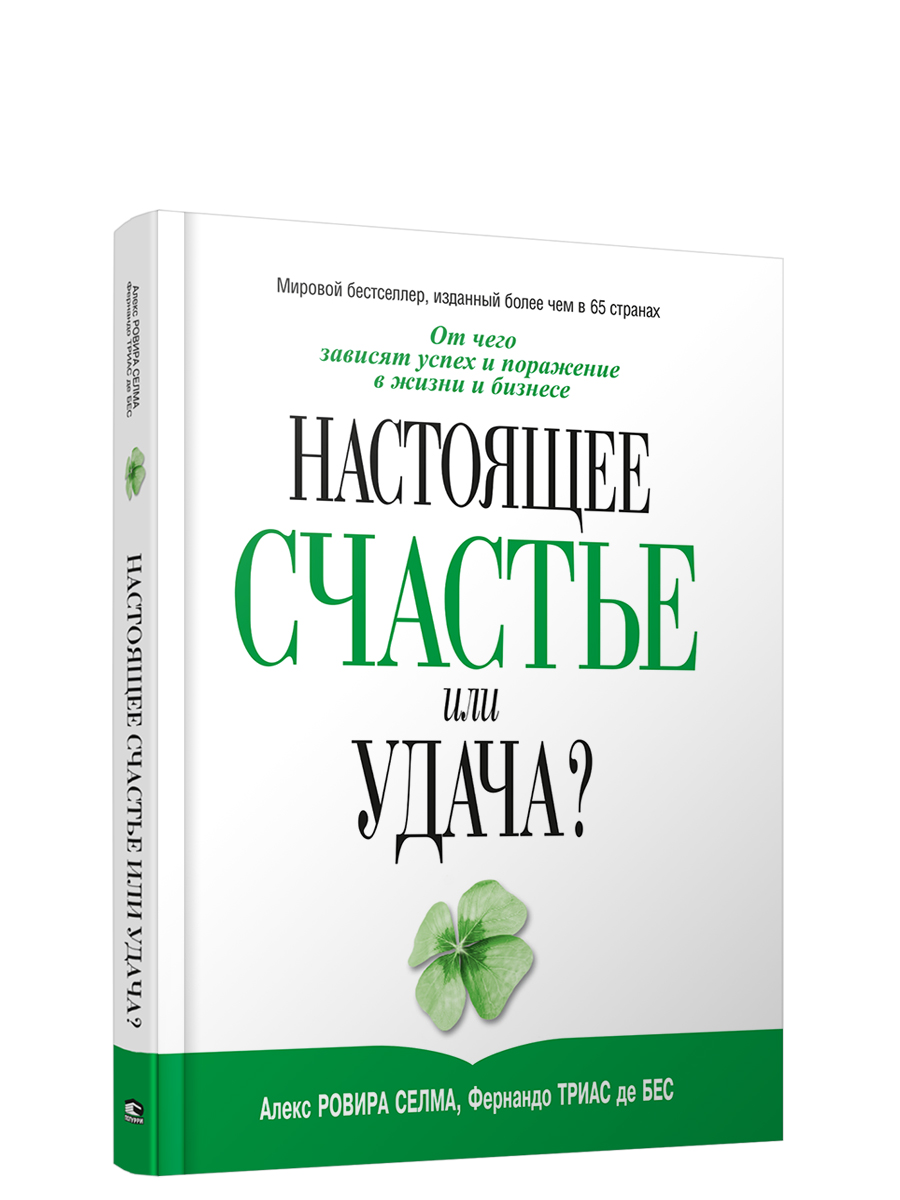 Мировой бестселлер, изданный более чем в 65 странах
От чего
зависят успех и поражение
в жизни и бизнесе
НАСТОЯЩЕЕ
СЧАСТЬЕ
или
УДАЧА?
Алекс РОВИРА СЕЛМА, Фернандо ТРИАС де БЕС
Алекс РОВИРА СЕЛМА
Фернандо ТРИАС де БЕС
НАСТОЯЩЕЕ СЧАСТЬЕ ИЛИ УДАЧА?
ПОПУРРИ